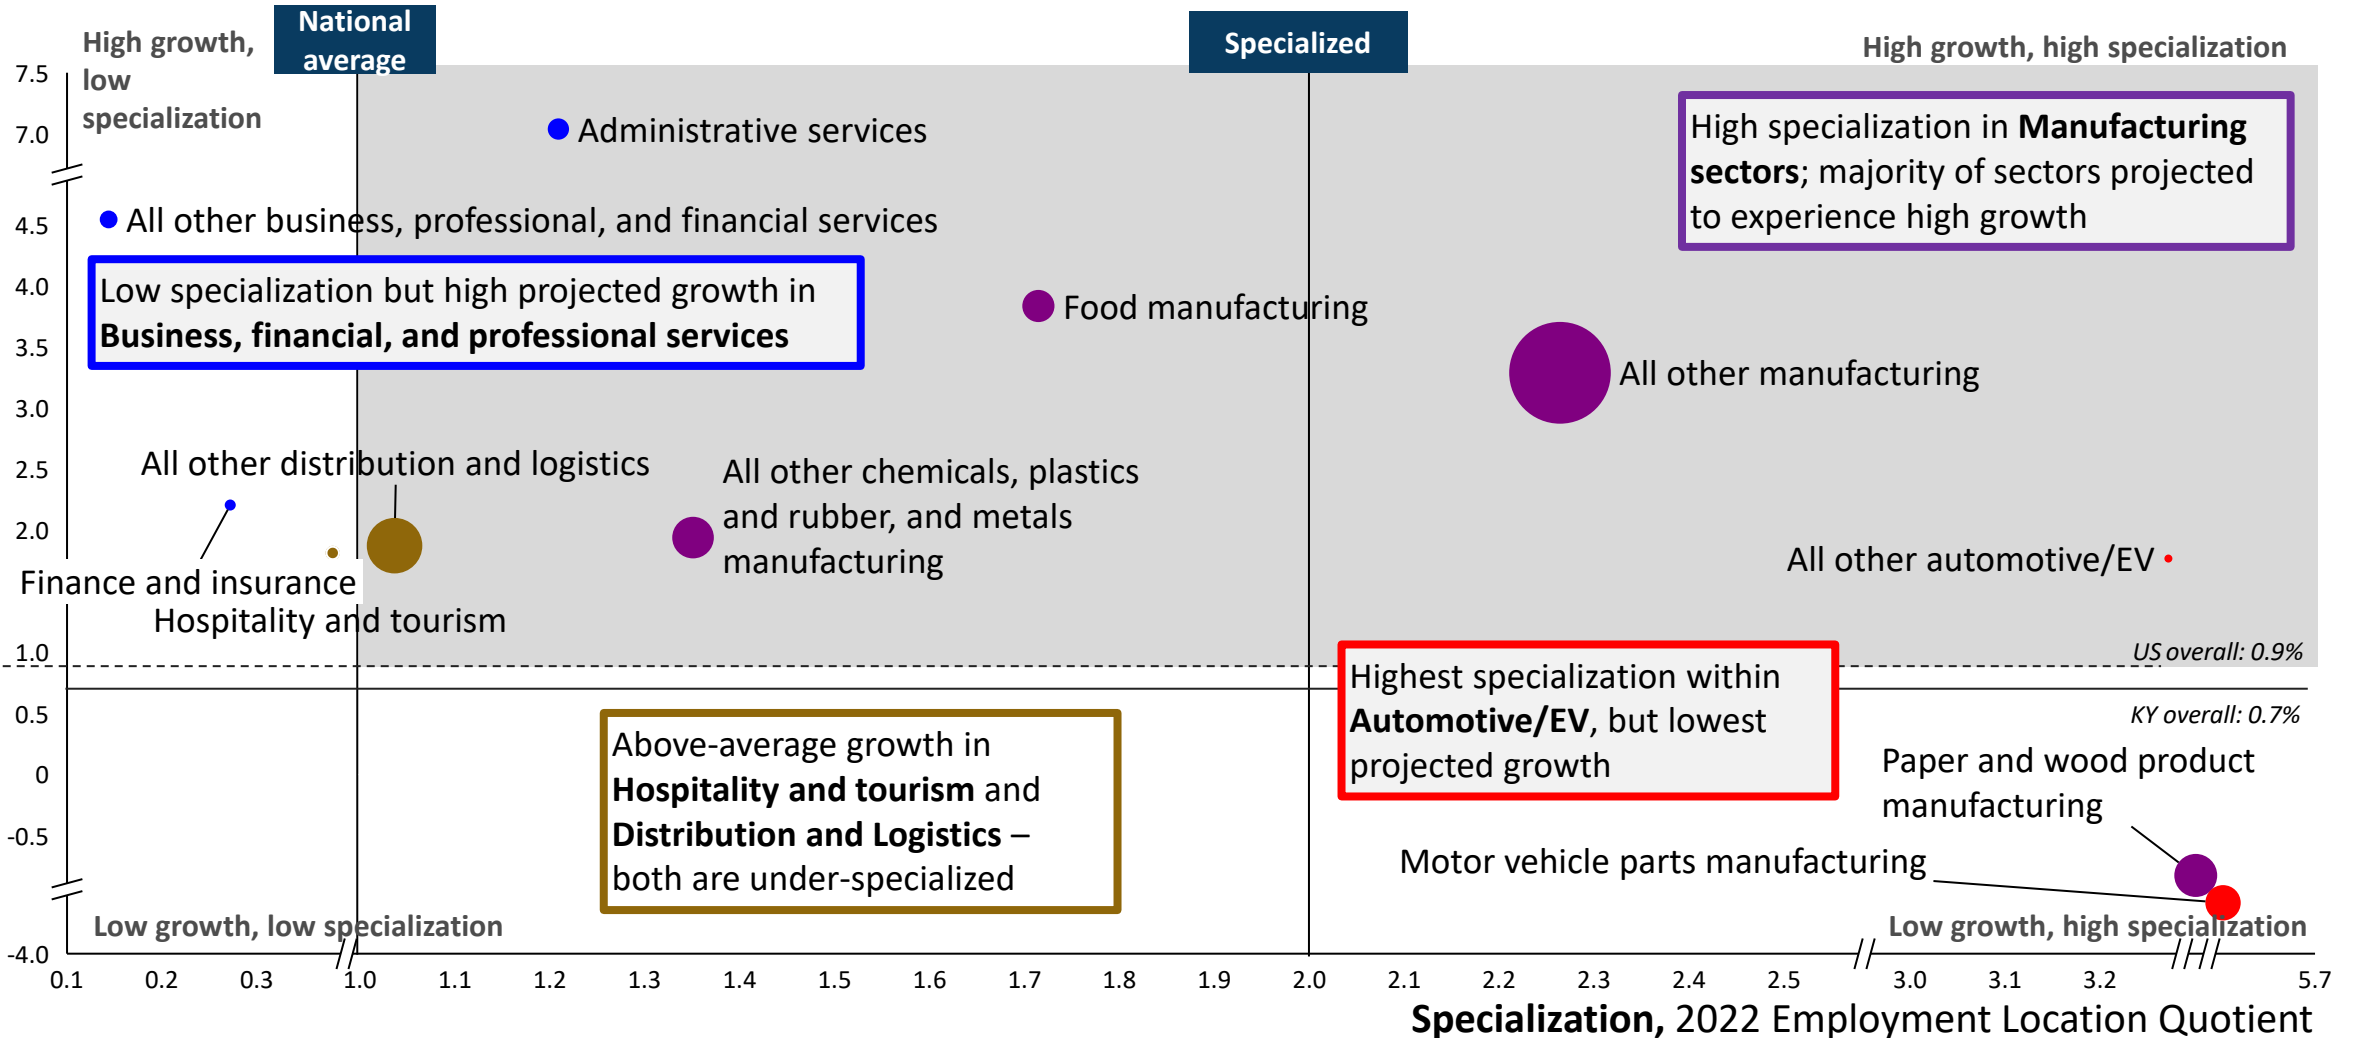 National
average
Specialized
High growth,
low
specialization
High growth, high specialization
7.5
7.0
4.5
4.0
3.5
3.0
2.5
2.0
1.0
0.5
0
-0.5
-4.0
Administrative services
High specialization in Manufacturing
sectors; majority of sectors projected
to experience high growth
All other business, professional, and financial services
Low specialization but high projected growth in
Business, financial, and professional services
Food manufacturing
All other manufacturing
All other distribution and logistics
All other chemicals, plastics
and rubber, and metals
manufacturing
All other automotive/EV
Finance and insurance
Hospitality and tourism
US overall: 0.9%
Highest specialization within
Automotive/EV, but lowest
projected growth
KY overall: 0.7%
Above-average growth in
Hospitality and tourism and
Distribution and Logistics –
both are under-specialized
Paper and wood product
manufacturing
Motor vehicle parts manufacturing
Low growth, low specialization
Low growth, high specialization
0.1 0.2 0.3 1.0 1.1 1.2 1.3 1.4 1.5 1.6 1.7 1.8 1.9 2.0 2.1 2.2 2.3 2.4 2.5 3.0 3.1 3.2 5.7
Specialization, 2022 Employment Location Quotient